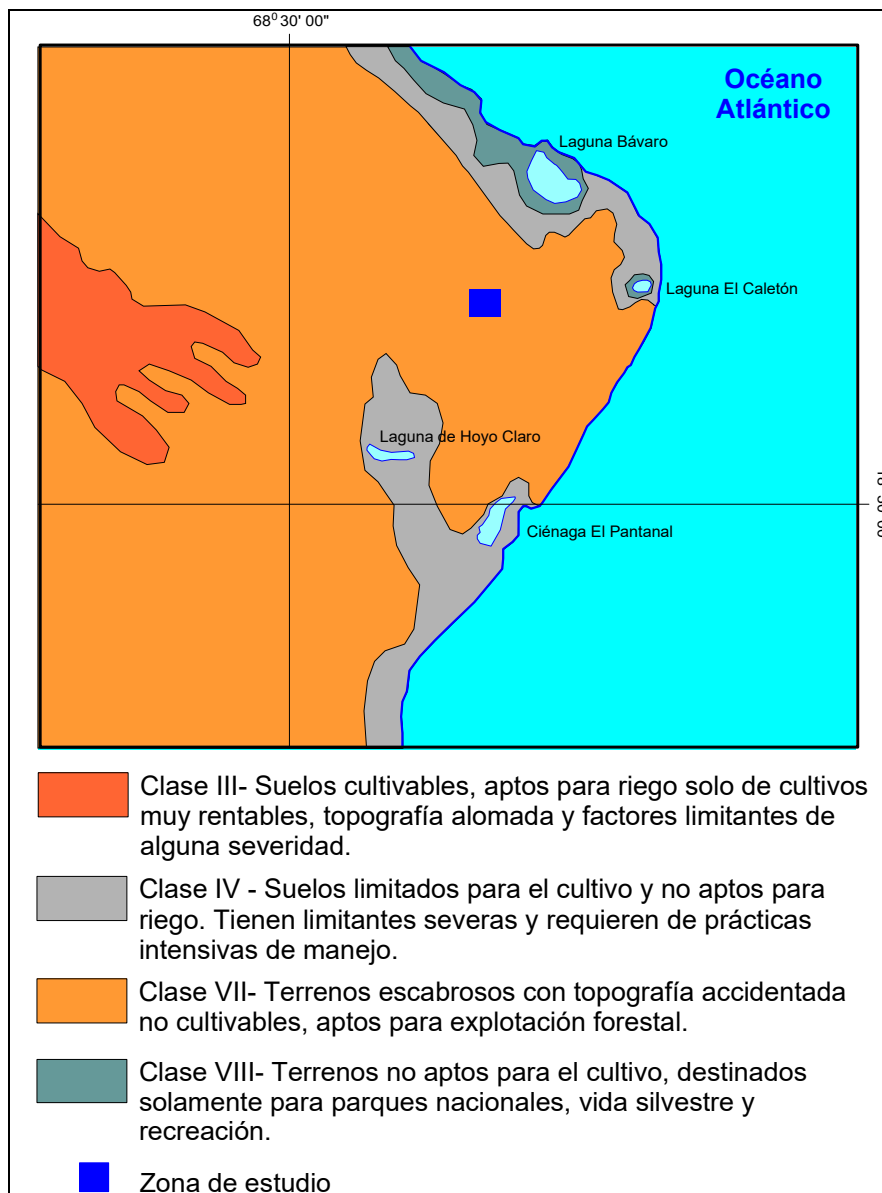 68⁰ 30' 00"
Océano
Atlántico
Laguna Bávaro
Laguna El Caletón
Laguna de Hoyo Claro
Ciénaga El Pantanal
Clase III- Suelos cultivables, aptos para riego solo de cultivos
muy rentables, topografía alomada y factores limitantes de
alguna severidad.
Clase IV - Suelos limitados para el cultivo y no aptos para
riego. Tienen limitantes severas y requieren de prácticas
intensivas de manejo.
Clase VII- Terrenos escabrosos con topografía accidentada
no cultivables, aptos para explotación forestal.
Clase VIII- Terrenos no aptos para el cultivo, destinados
solamente para parques nacionales, vida silvestre y
recreación.
Zona de estudio